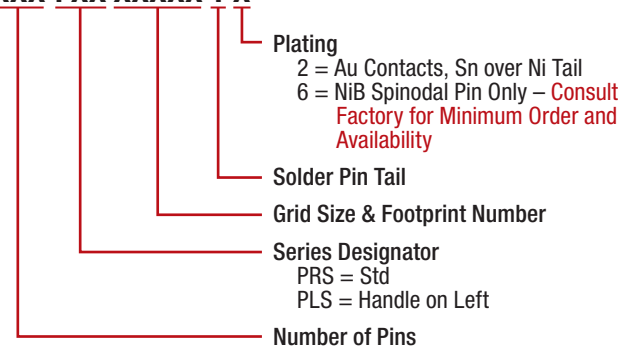 Plating
2 = Au Contacts, Sn over Ni Tail
6 = NiB Spinodal Pin Only – Consult
Factory for Minimum Order and
Availability
Solder Pin Tail
Grid Size & Footprint Number
Series Designator
PRS = Std
PLS = Handle on Left
Number of Pins